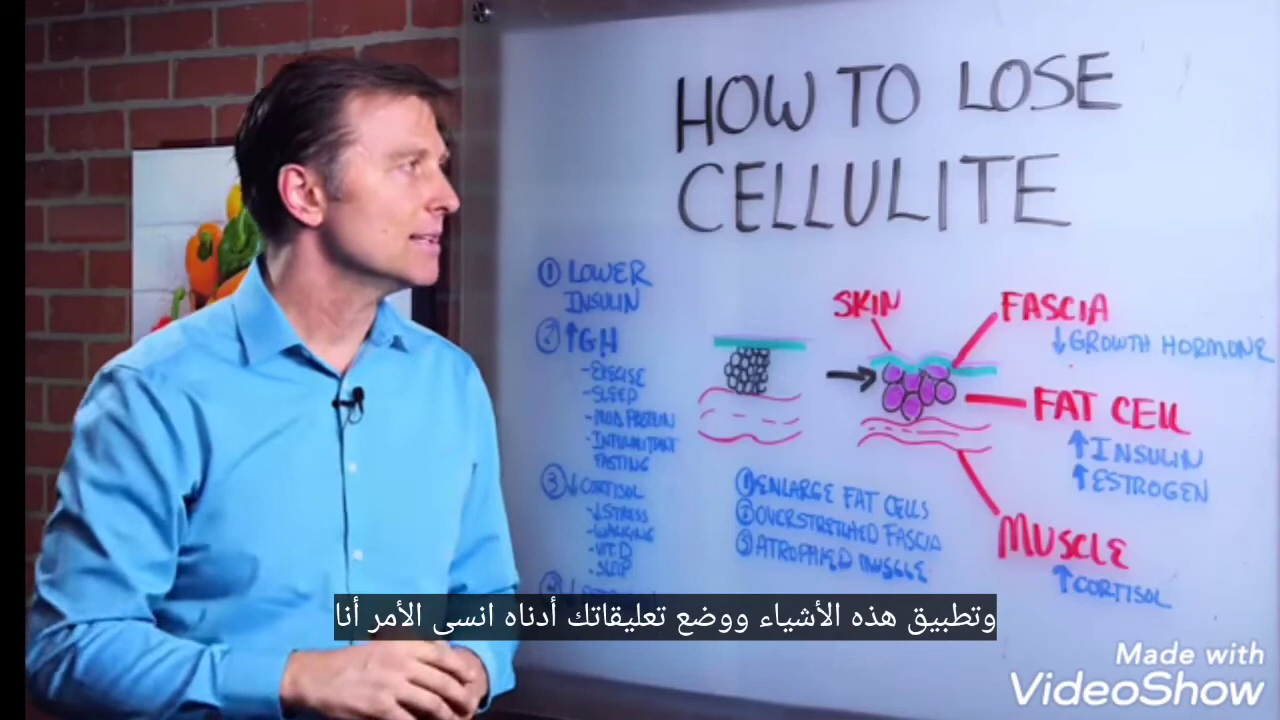 HOW TO LOSE
CELLULITE
① LOWER
INSULIN
② ↑GH
- EXERCISE
- SLEEP
- MOD PROTEIN
- INTERMITTANT
FASTING
③ ↓CORTISOL
- ↓STRESS
- WALKING
- VIT D
- SLEEP
SKIN
FASCIA
↓GROWTH HORMONE
FAT CELL
↑INSULIN
↑ESTROGEN
MUSCLE
↑CORTISOL
① ENLARGE FAT CELLS
② OVERSTRETCHED FASCIA
③ ATROPHIED MUSCLE
وتطبيق هذه الأشياء ووضع تعليقاتك أدناه انسى الأمر أنا
Made with
VideoShow